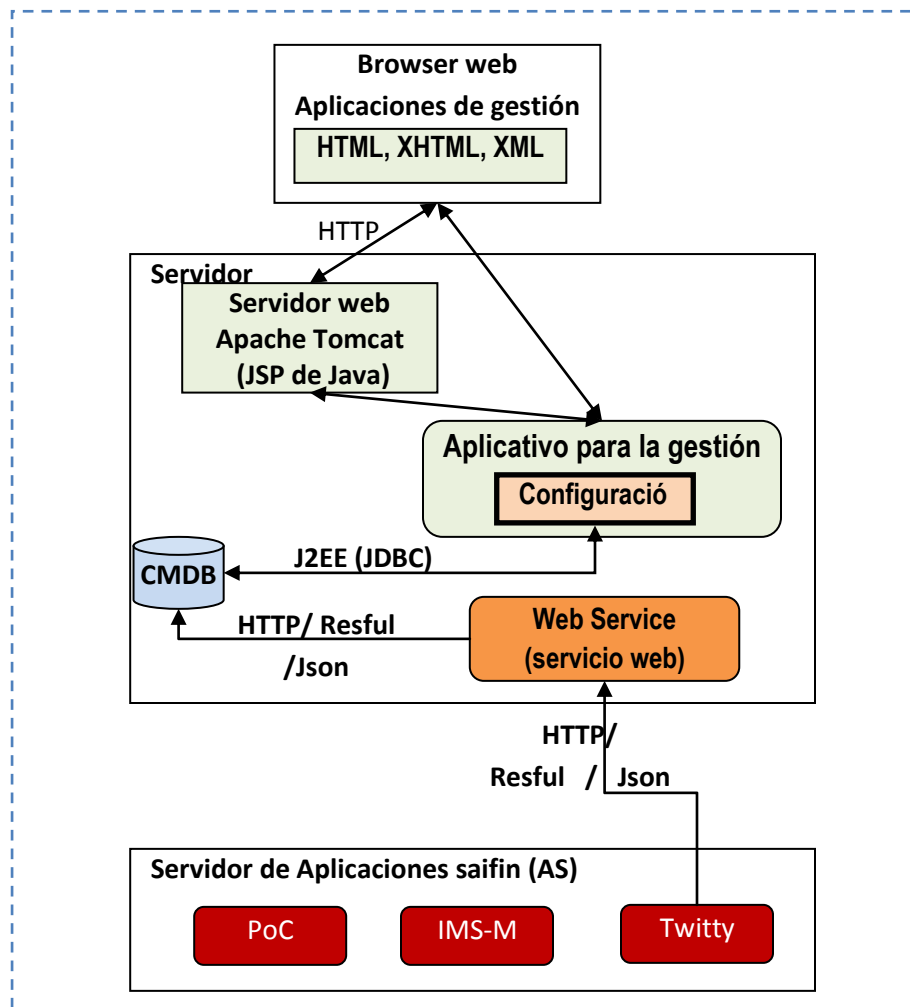 Browser web
Aplicaciones de gestión
HTML, XHTML, XML
HTTP
Servidor
Servidor web
Apache Tomcat
(JSP de Java)
Aplicativo para la gestión
Configuració
J2EE (JDBC)
CMDB
HTTP/ Resful
/Json
Web Service
(servicio web)
HTTP/
Resful / Json
Servidor de Aplicaciones saifin (AS)
PoC
IMS-M
Twitty